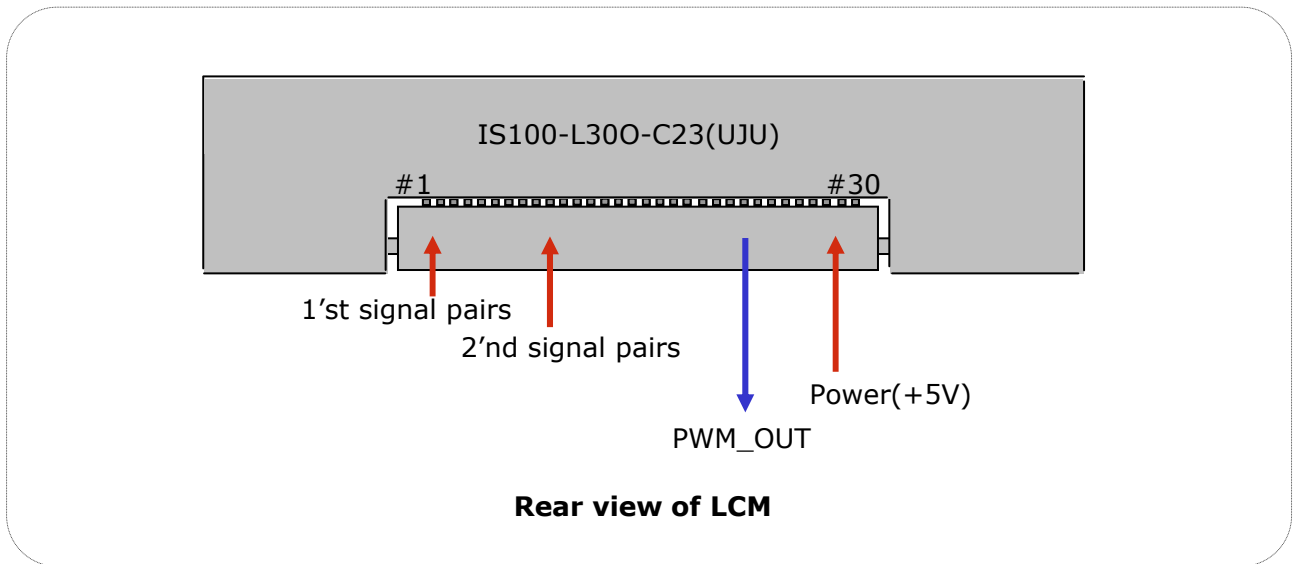 IS100-L30O-C23(UJU)
#1 #30
1’st signal pairs
2’nd signal pairs
Power(+5V)
PWM_OUT
Rear view of LCM